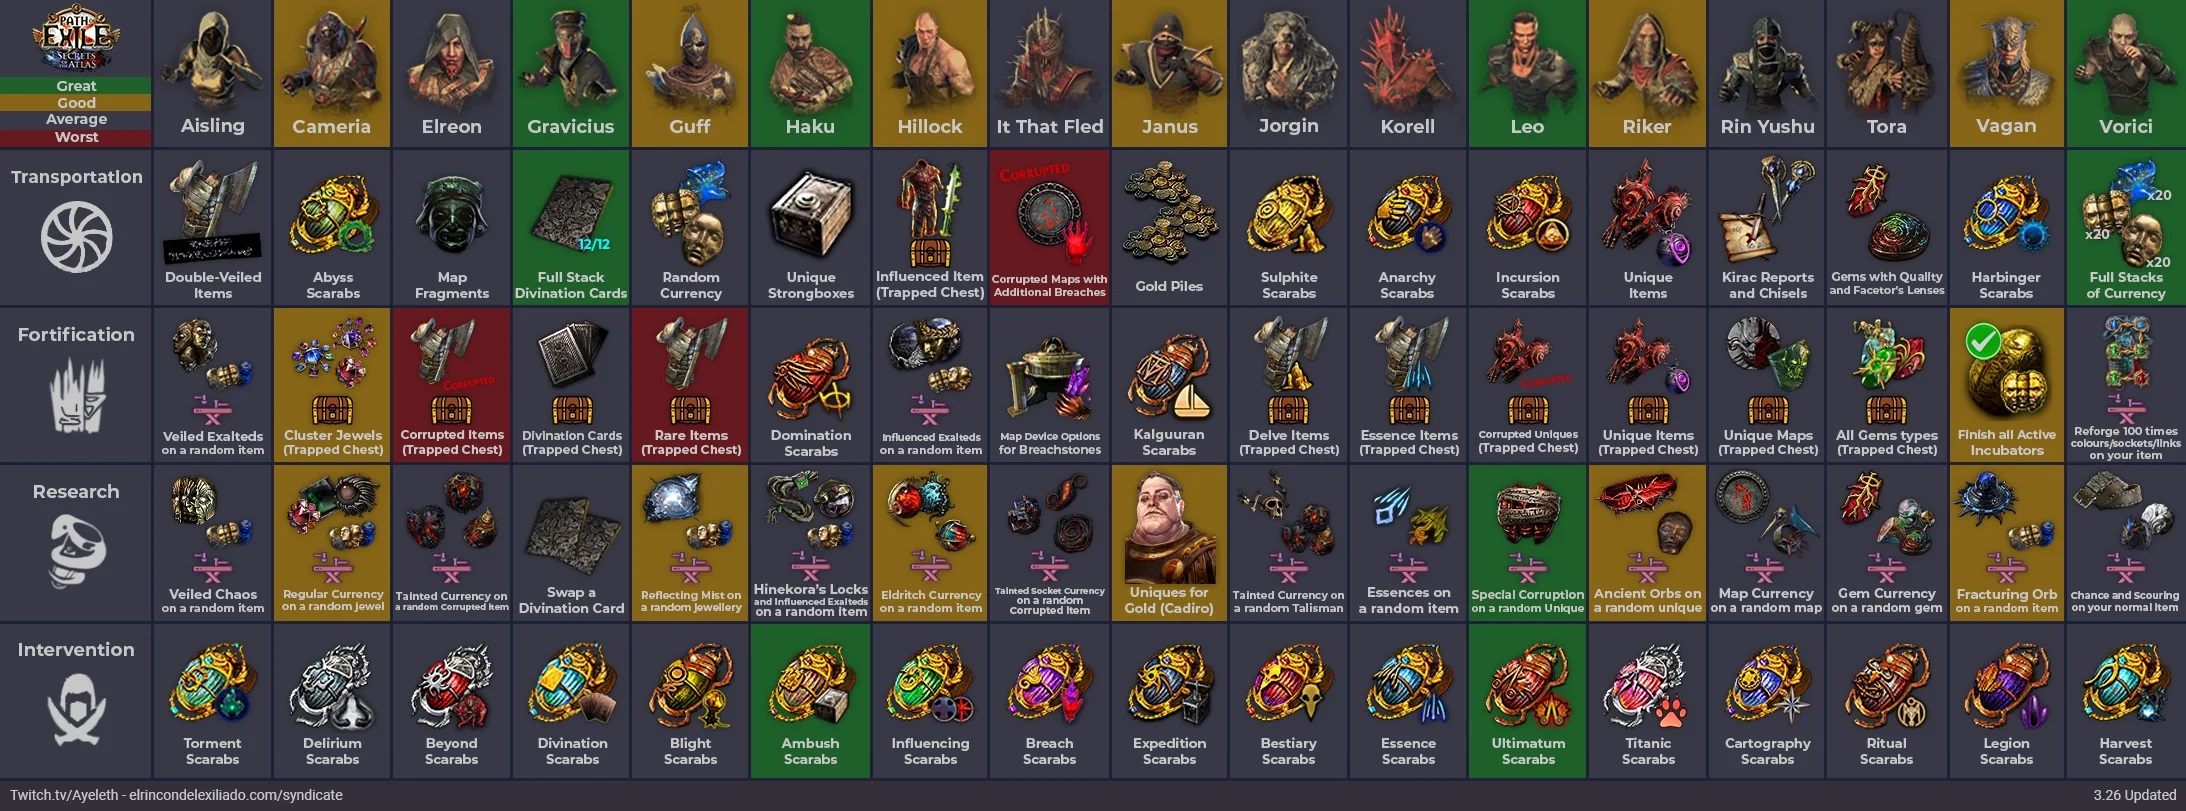 PATH OF
EXILE
SECRETS
OF THE
ATLAS
Great
Good
Average
Worst
Aisling
Cameria
Elreon
Gravicius
Guff
Haku
Hillock
It That Fled
Janus
Jorgin
Korell
Leo
Riker
Rin Yushu
Tora
Vagan
Vorici
Transportation
Double-Veiled
Items
Abyss
Scarabs
Map
Fragments
12/12
Full Stack
Divination Cards
Random
Currency
Unique
Strongboxes
Influenced Item
(Trapped Chest)
CORRUPTED
Corrupted Maps with
Additional Breaches
Gold Piles
Sulphite
Scarabs
Anarchy
Scarabs
Incursion
Scarabs
Unique
Items
Kirac Reports
and Chisels
Gems with Quality
and Facetor's Lenses
Harbinger
Scarabs
x20
x20
x20
Full Stacks
of Currency
Fortification
Veiled Exalteds
on a random item
Cluster Jewels
(Trapped Chest)
CORRUPTED
Corrupted Items
(Trapped Chest)
Divination Cards
(Trapped Chest)
Rare Items
(Trapped Chest)
Domination
Scarabs
Influenced Exalteds
on a random item
Map Device Options
for Breachstones
Kalguuran
Scarabs
Delve Items
(Trapped Chest)
Essence Items
(Trapped Chest)
CORRUPTED
Corrupted Uniques
(Trapped Chest)
Unique Items
(Trapped Chest)
Unique Maps
(Trapped Chest)
All Gems types
(Trapped Chest)
Finish all Active
Incubators
Reforge 100 times
colours/sockets/links
on your item
Research
Veiled Chaos
on a random item
Regular Currency
on a random jewel
Tainted Currency on
a random Corrupted Item
Swap a
Divination Card
Reflecting Mist on
a random jewellery
Hinekora's Locks
and Influenced Exalteds
on a random item
Eldritch Currency
on a random item
Tainted Socket Currency
on a random
Corrupted Item
Uniques for
Gold (Cadiro)
Tainted Currency on
a random Talisman
Essences on
a random item
Special Corruption
on a random Unique
Ancient Orbs on
a random unique
Map Currency
on a random map
Gem Currency
on a random gem
Fracturing Orb
on a random item
Chance and Scouring
on your normal item
Intervention
Torment
Scarabs
Delirium
Scarabs
Beyond
Scarabs
Divination
Scarabs
Blight
Scarabs
Ambush
Scarabs
Influencing
Scarabs
Breach
Scarabs
Expedition
Scarabs
Bestiary
Scarabs
Essence
Scarabs
Ultimatum
Scarabs
Titanic
Scarabs
Cartography
Scarabs
Ritual
Scarabs
Legion
Scarabs
Harvest
Scarabs
Twitch.tv/Ayeleth - elrincondelexiliado.com/syndicate
3.26 Updated